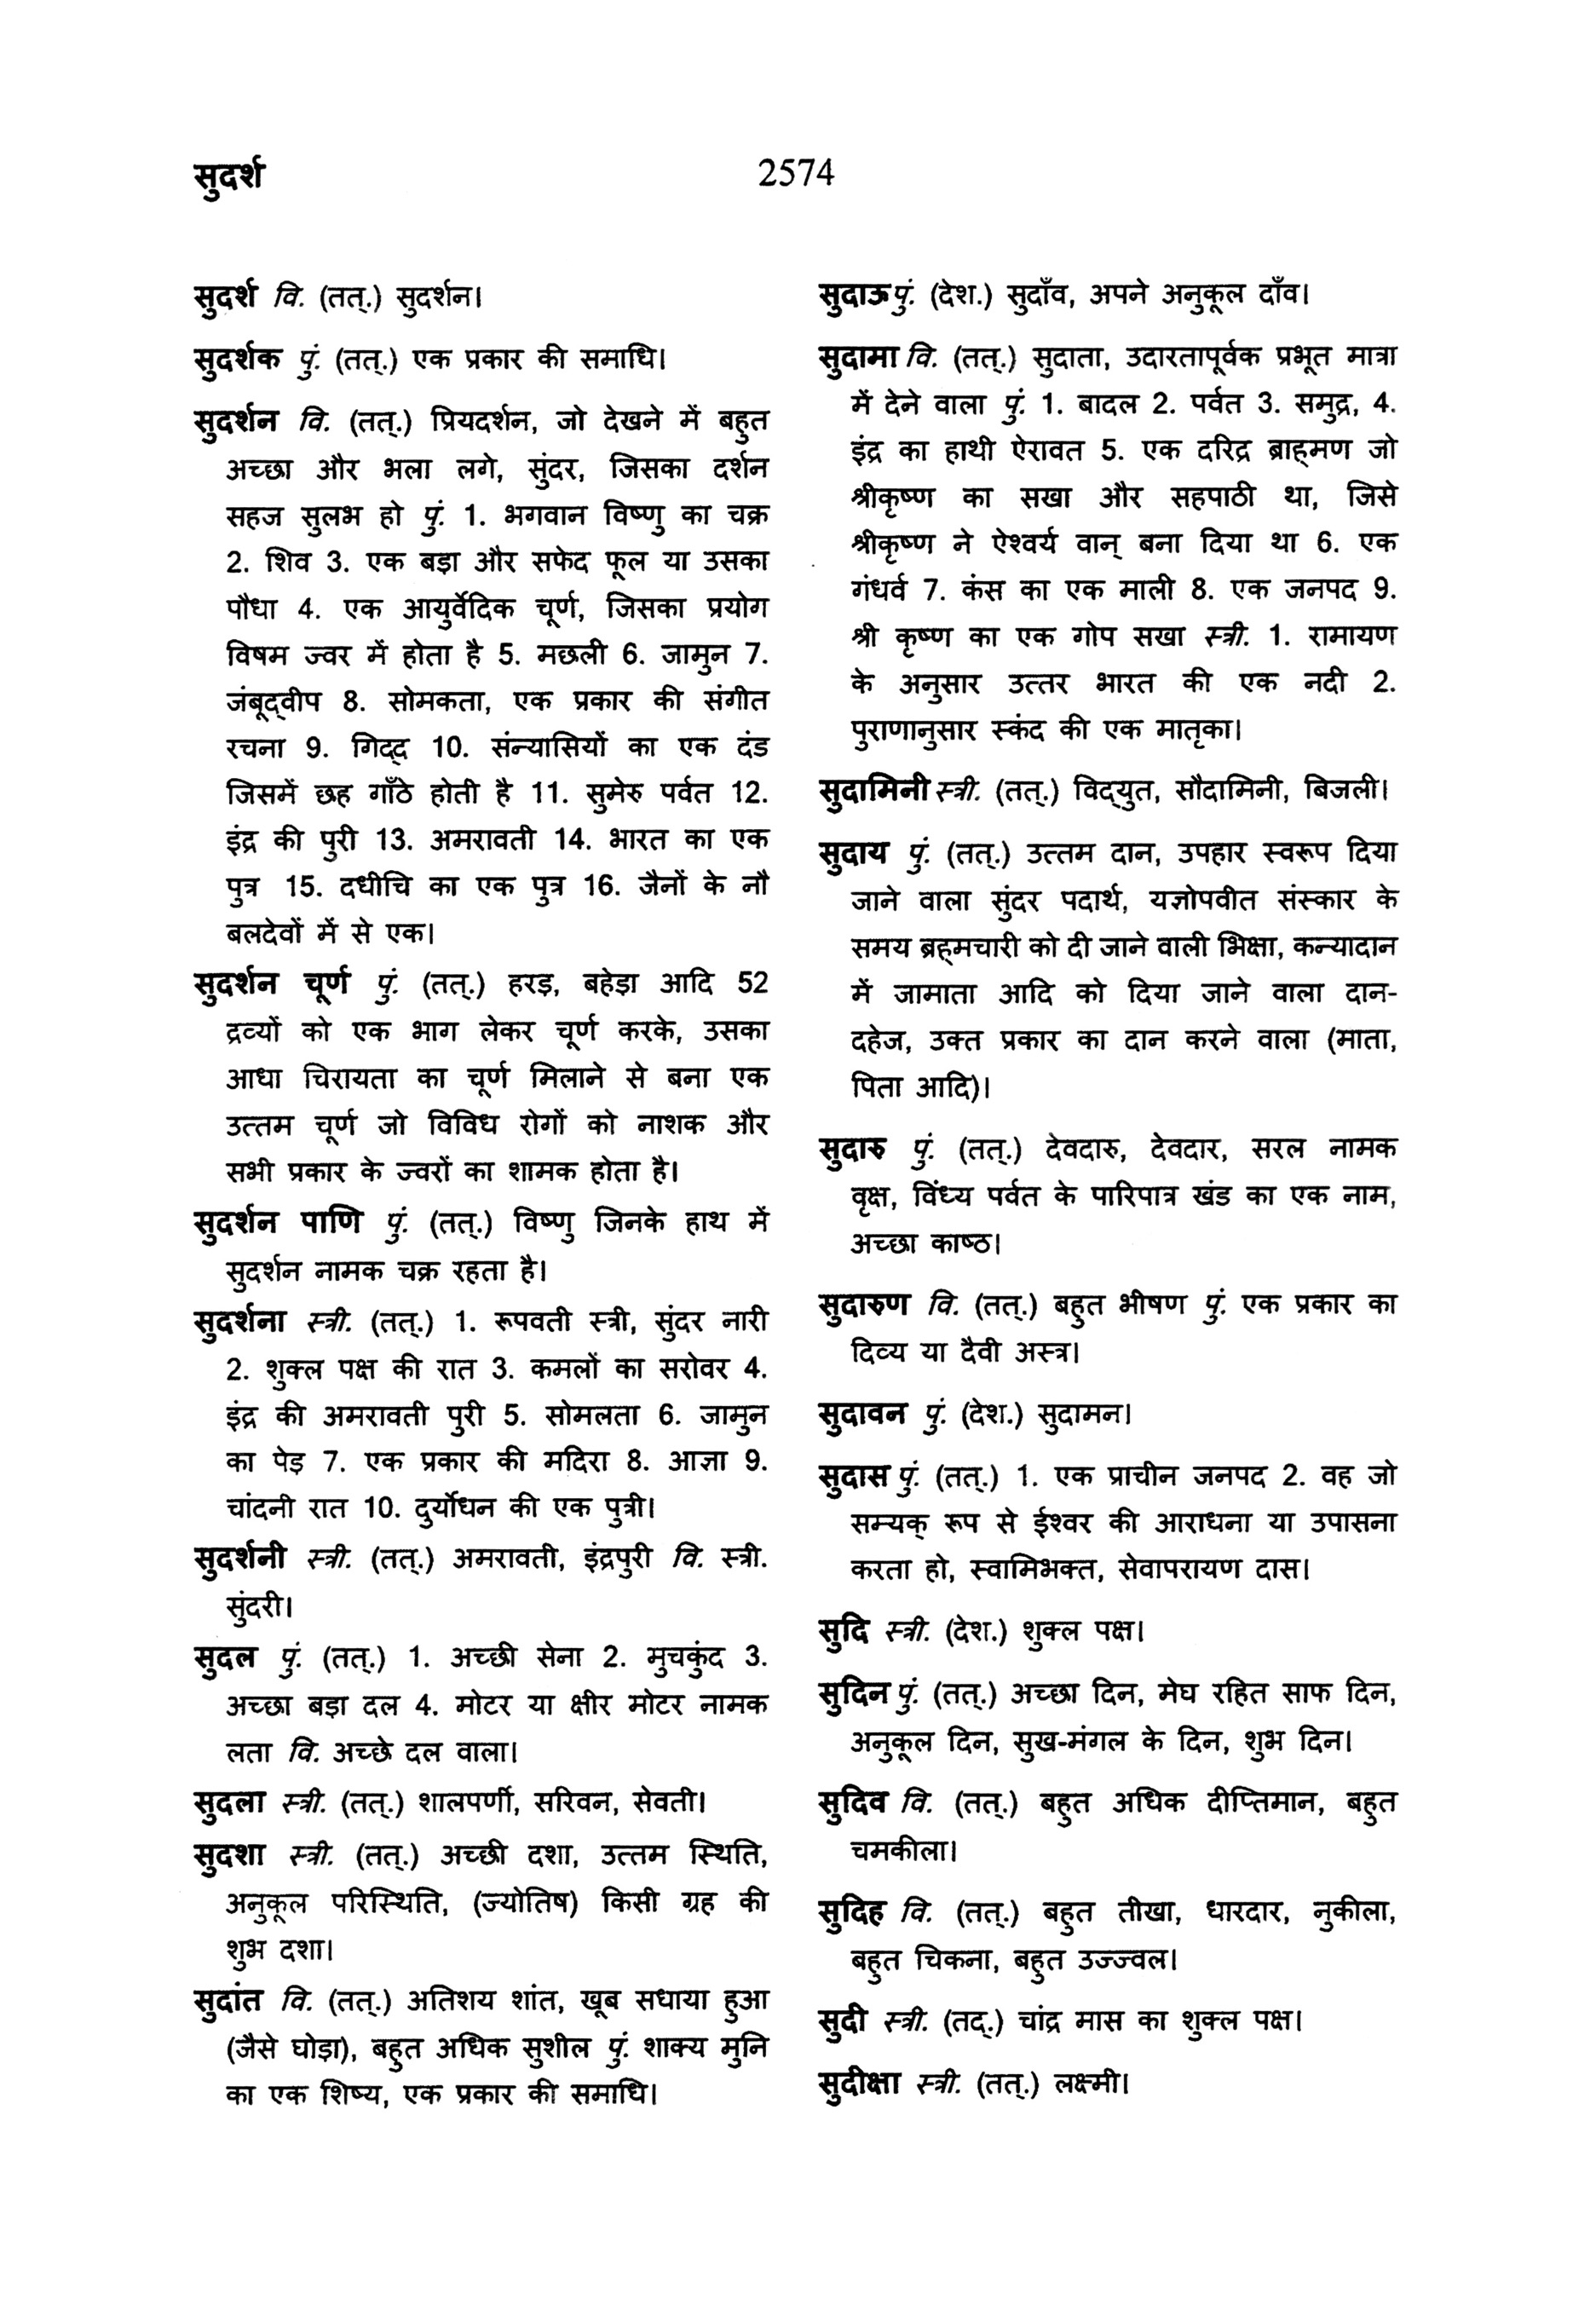 सुदर्श
2574
सुदर्श वि. (तत्.) सुदर्शन।
सुदर्शक पुं. (तत्.) एक प्रकार की समाधि।
सुदर्शन वि. (तत्.) प्रियदर्शन, जो देखने में बहुत
अच्छा और भला लगे, सुंदर, जिसका दर्शन
सहज सुलभ हो पुं. 1. भगवान विष्णु का चक्र
2. शिव 3. एक बड़ा और सफेद फूल या उसका
पौधा 4. एक आयुर्वेदिक चूर्ण, जिसका प्रयोग
विषम ज्वर में होता है 5. मछली 6. जामुन 7.
जंबूद्‌वीप 8. सोमकता, एक प्रकार की संगीत
रचना 9. गिद्‌द 10. संन्यासियों का एक दंड
जिसमें छह गाँठे होती है 11. सुमेरु पर्वत 12.
इंद्र की पुरी 13. अमरावती 14. भारत का एक
पुत्र 15. दधीचि का एक पुत्र 16. जैनों के नौ
बलदेवों में से एक।
सुदर्शन चूर्ण पुं. (तत्.) हरड़, बहेड़ा आदि 52
द्रव्यों को एक भाग लेकर चूर्ण करके, उसका
आधा चिरायता का चूर्ण मिलाने से बना एक
उत्तम चूर्ण जो विविध रोगों को नाशक और
सभी प्रकार के ज्वरों का शामक होता है।
सुदर्शन पाणि पुं. (तत्.) विष्णु जिनके हाथ में
सुदर्शन नामक चक्र रहता है।
सुदर्शना स्त्री. (तत्.) 1. रूपवती स्त्री, सुंदर नारी
2. शुक्ल पक्ष की रात 3. कमलों का सरोवर 4.
इंद्र की अमरावती पुरी 5. सोमलता 6. जामुन
का पेड़ 7. एक प्रकार की मदिरा 8. आज्ञा 9.
चांदनी रात 10. दुर्योधन की एक पुत्री।
सुदर्शनी स्त्री. (तत्.) अमरावती, इंद्रपुरी वि. स्त्री.
सुंदरी।
सुदल पुं. (तत्.) 1. अच्छी सेना 2. मुचकुंद 3.
अच्छा बड़ा दल 4. मोटर या क्षीर मोटर नामक
लता वि. अच्छे दल वाला।
सुदला स्त्री. (तत्.) शालपर्णी, सरिवन, सेवती।
सुदशा स्त्री. (तत्.) अच्छी दशा, उत्तम स्थिति,
अनुकूल परिस्थिति, (ज्योतिष) किसी ग्रह की
शुभ दशा।
सुदांत वि. (तत्.) अतिशय शांत, खूब सधाया हुआ
(जैसे घोड़ा), बहुत अधिक सुशील पुं. शाक्य मुनि
का एक शिष्य, एक प्रकार की समाधि।
सुदाऊ पुं. (देश.) सुदाँव, अपने अनुकूल दाँव।
सुदामा वि. (तत्.) सुदाता, उदारतापूर्वक प्रभूत मात्रा
में देने वाला पुं. 1. बादल 2. पर्वत 3. समुद्र, 4.
इंद्र का हाथी ऐरावत 5. एक दरिद्र ब्राह्‌मण जो
श्रीकृष्ण का सखा और सहपाठी था, जिसे
श्रीकृष्ण ने ऐश्वर्य वान् बना दिया था 6. एक
गंधर्व 7. कंस का एक माली 8. एक जनपद 9.
श्री कृष्ण का एक गोप सखा स्त्री. 1. रामायण
के अनुसार उत्तर भारत की एक नदी 2.
पुराणानुसार स्कंद की एक मातृका।
सुदामिनी स्त्री. (तत्.) विद्‌युत, सौदामिनी, बिजली।
सुदाय पुं. (तत्.) उत्तम दान, उपहार स्वरूप दिया
जाने वाला सुंदर पदार्थ, यज्ञोपवीत संस्कार के
समय ब्रह्‌मचारी को दी जाने वाली भिक्षा, कन्यादान
में जामाता आदि को दिया जाने वाला दान-
दहेज, उक्त प्रकार का दान करने वाला (माता,
पिता आदि)।
सुदारु पुं. (तत्.) देवदारु, देवदार, सरल नामक
वृक्ष, विंध्य पर्वत के पारिपात्र खंड का एक नाम,
अच्छा काष्ठ।
सुदारुण वि. (तत्.) बहुत भीषण पुं. एक प्रकार का
दिव्य या दैवी अस्त्र।
सुदावन पुं. (देश.) सुदामन।
सुदास पुं. (तत्.) 1. एक प्राचीन जनपद 2. वह जो
सम्यक् रूप से ईश्वर की आराधना या उपासना
करता हो, स्वामिभक्त, सेवापरायण दास।
सुदि स्त्री. (देश.) शुक्ल पक्ष।
सुदिन पुं. (तत्.) अच्छा दिन, मेघ रहित साफ दिन,
अनुकूल दिन, सुख-मंगल के दिन, शुभ दिन।
सुदिव वि. (तत्.) बहुत अधिक दीप्तिमान, बहुत
चमकीला।
सुदिह वि. (तत्.) बहुत तीखा, धारदार, नुकीला,
बहुत चिकना, बहुत उज्ज्वल।
सुदी स्त्री. (तद्.) चांद्र मास का शुक्ल पक्ष।
सुदीक्षा स्त्री. (तत्.) लक्ष्मी।